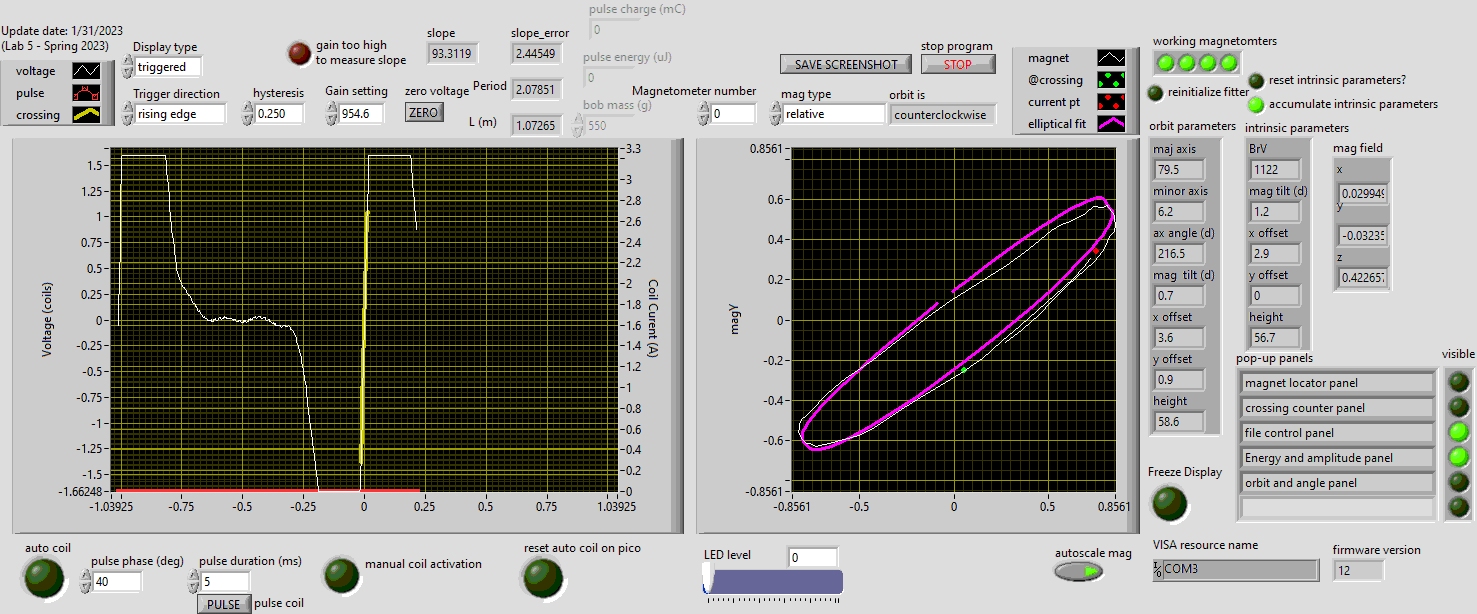 Update date: 1/31/2023
(Lab 5 - Spring 2023)
voltage
pulse
crossing
Display type
triggered
Trigger direction
rising edge
gain too high
to measure slope
hysteresis
0.250
Gain setting
954.6
zero voltage
ZERO
slope
93.3119
slope_error
2.44549
Period
2.07851
L (m)
1.07265
pulse charge (mC)
0
pulse energy (uJ)
0
bob mass (g)
550
Magnetometer number
0
SAVE SCREENSHOT
stop program
STOP
mag type
relative
orbit is
counterclockwise
magnet
@crossing
current pt
elliptical fit
working magnetomters
reset intrinsic parameters?
reinitialize fitter
accumulate intrinsic parameters
Voltage (coils)
1.5
1.25
1
0.75
0.5
0.25
0
-0.25
-0.5
-0.75
-1
-1.25
-1.5
-1.66248
-1.03925
-0.75
-0.5
-0.25
0
0.25
0.5
0.75
1.03925
3.3
3
2.8
2.6
2.4
2.2
2
1.8
1.6
1.4
1.2
1
0.8
0.6
0.4
0.2
0
Coil Curent (A)
magY
0.8561
0.6
0.4
0.2
0
-0.2
-0.4
-0.6
-0.8561
-0.8561
-0.5
0
0.5
0.8561
orbit parameters
maj axis
79.5
minor axis
6.2
ax angle (d)
216.5
mag tilt (d)
0.7
x offset
3.6
y offset
0.9
height
58.6
intrinsic parameters
BrV
1122
mag tilt (d)
1.2
x offset
2.9
y offset
0
height
56.7
mag field
x
0.02994
y
-0.0323
z
0.42265
pop-up panels
visible
magnet locator panel
crossing counter panel
file control panel
Energy and amplitude panel
orbit and angle panel
Freeze Display
auto coil
pulse phase (deg)
40
pulse duration (ms)
5
PULSE
pulse coil
manual coil activation
reset auto coil on pico
LED level
0
autoscale mag
VISA resource name
COM3
firmware version
12